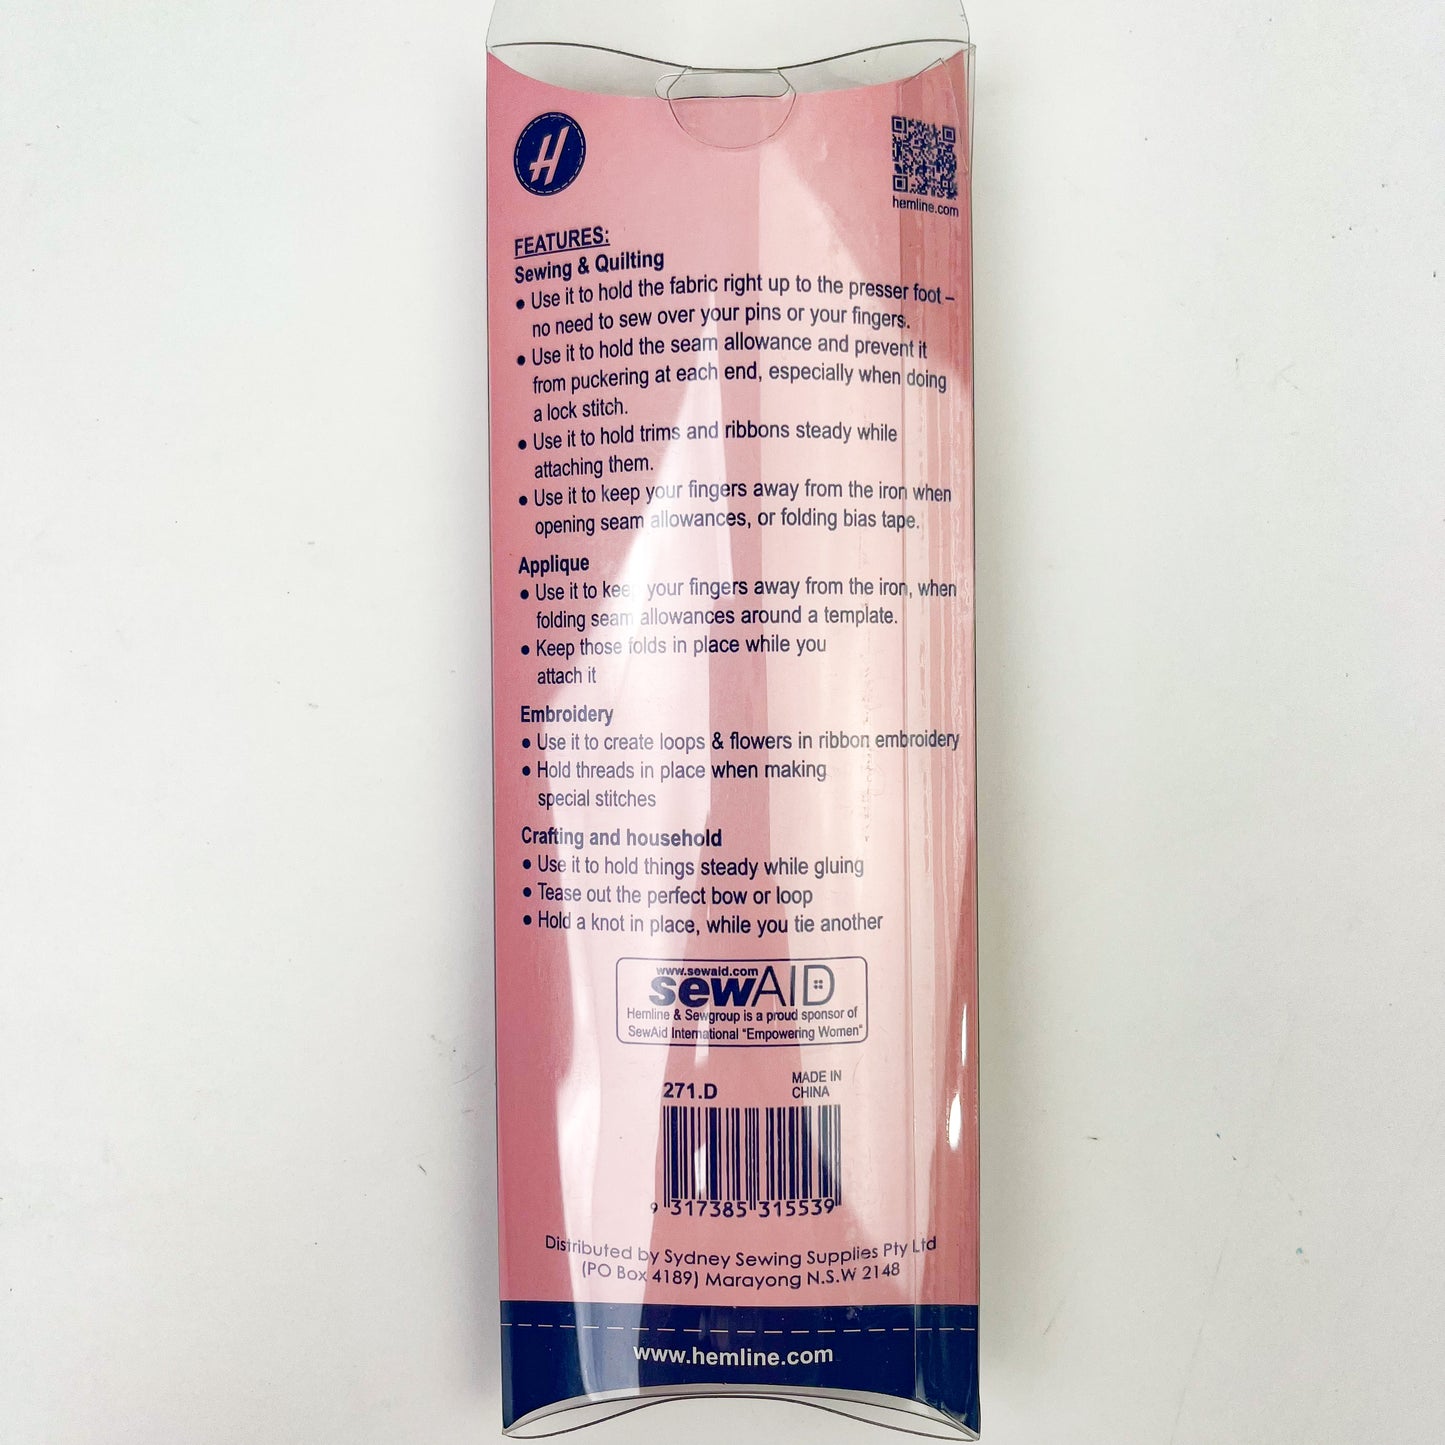 H
hemline.com
FEATURES:
Sewing & Quilting
• Use it to hold the fabric right up to the presser foot –
no need to sew over your pins or your fingers.
• Use it to hold the seam allowance and prevent it
from puckering at each end, especially when doing
a lock stitch.
• Use it to hold trims and ribbons steady while
attaching them.
• Use it to keep your fingers away from the iron when
opening seam allowances, or folding bias tape.
Applique
• Use it to keep your fingers away from the iron, when
folding seam allowances around a template.
• Keep those folds in place while you
attach it
Embroidery
• Use it to create loops & flowers in ribbon embroidery
• Hold threads in place when making
special stitches
Crafting and household
• Use it to hold things steady while gluing
• Tease out the perfect bow or loop
• Hold a knot in place, while you tie another
www.sewaid.com
sewAID
Hemline & Sewgroup is a proud sponsor of
SewAid International "Empowering Women"
271.D
MADE IN
CHINA
9 317385 315539
Distributed by Sydney Sewing Supplies Pty Ltd
(PO Box 4189) Marayong N.S.W 2148
www.hemline.com